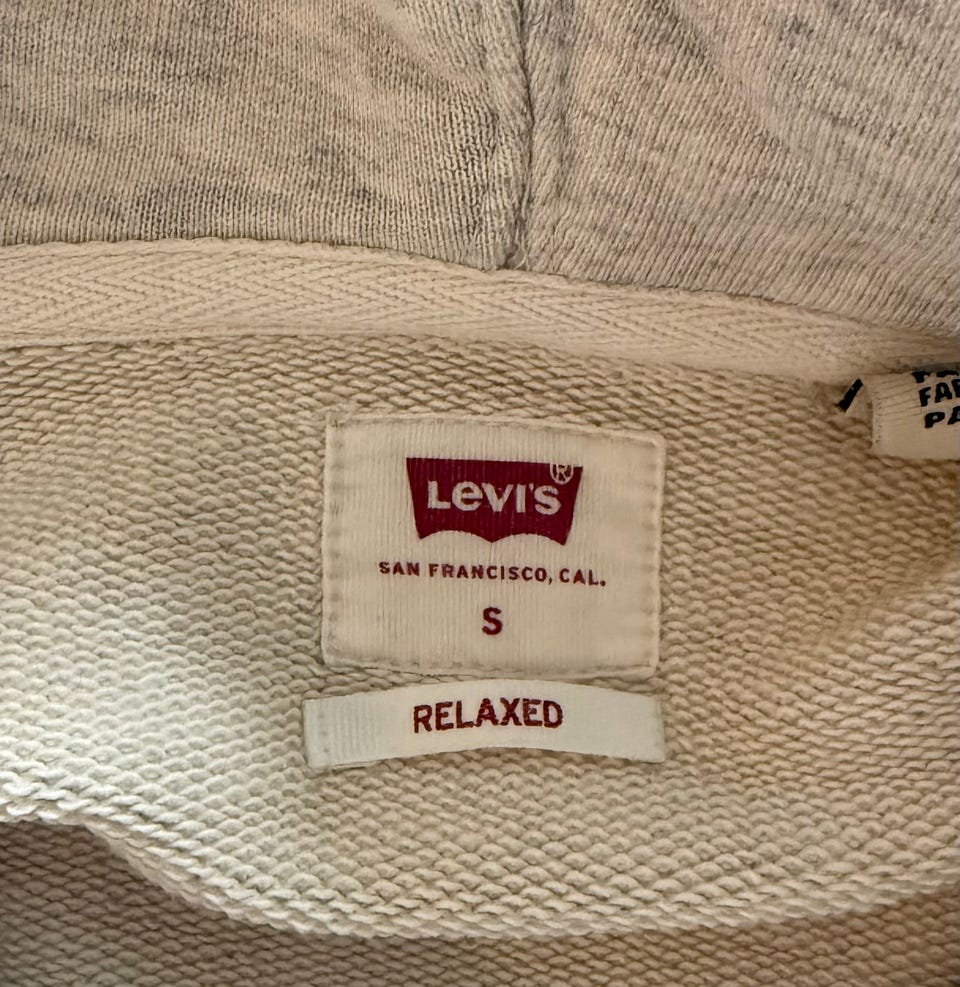 LEVI'S®
SAN FRANCISCO, CAL.
S
RELAXED